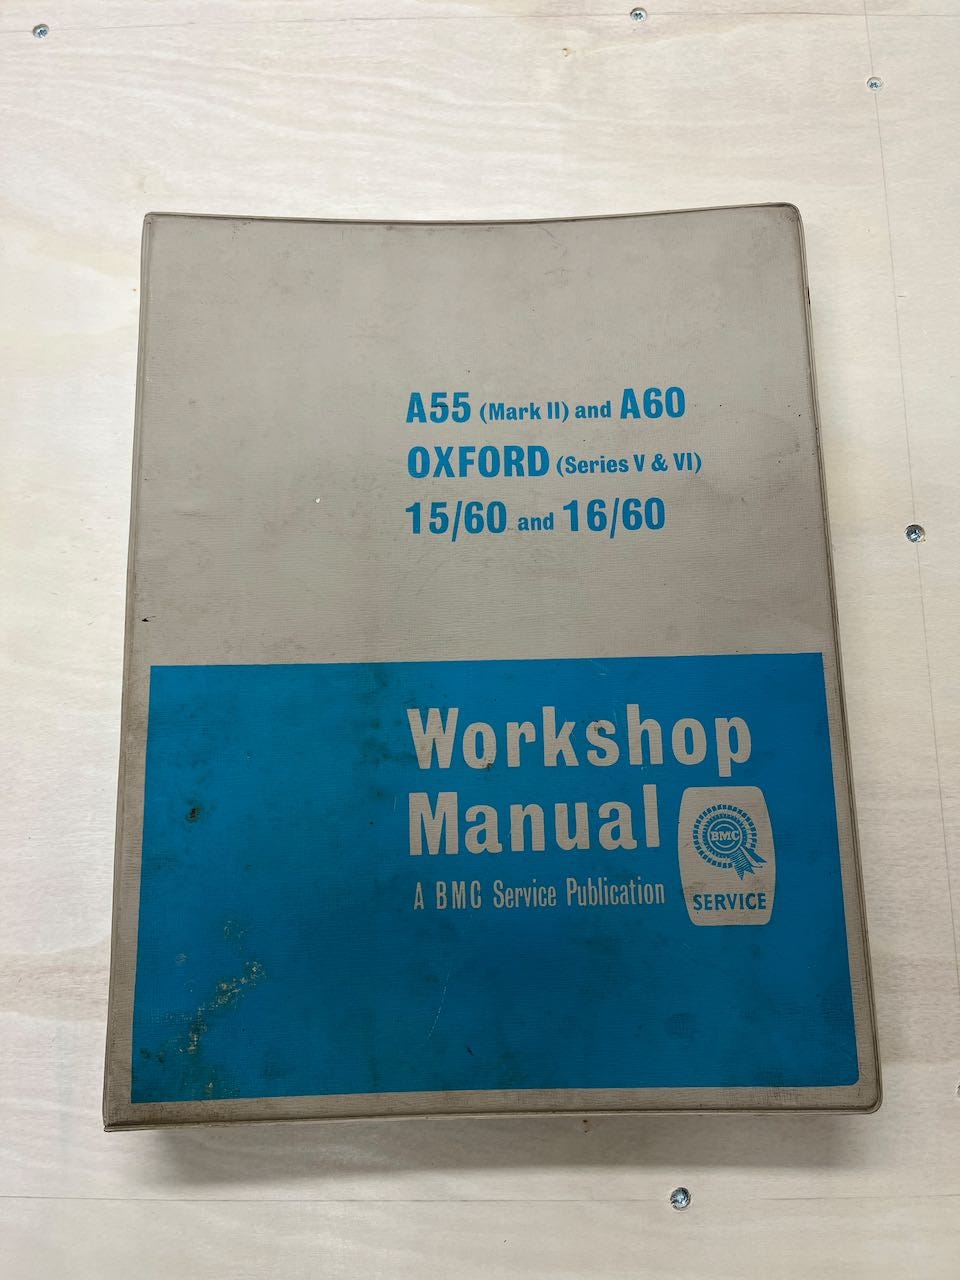 A55 (Mark II) and A60
OXFORD (Series V & VI)
15/60 and 16/60
Workshop
Manual
A BMC Service Publication
BMC
SERVICE